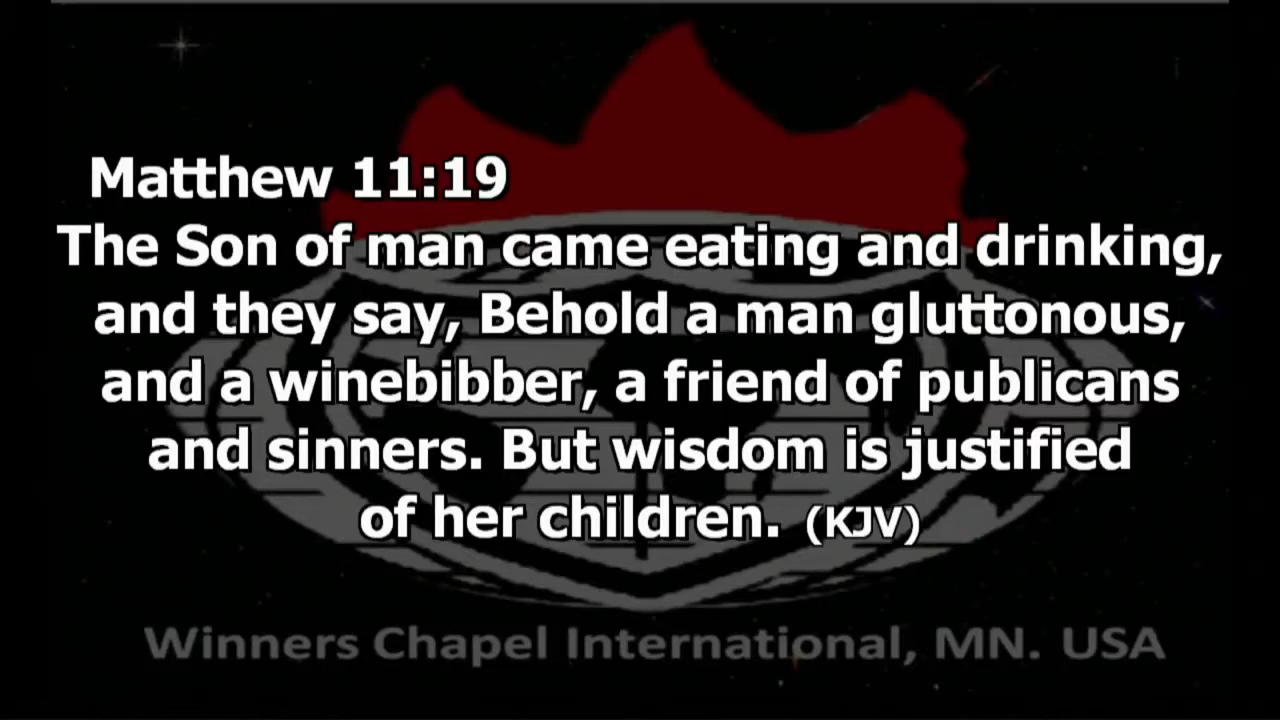 Matthew 11:19
The Son of man came eating and drinking,
and they say, Behold a man gluttonous,
and a winebibber, a friend of publicans
and sinners. But wisdom is justified
of her children. (KJV)
Winners Chapel International, MN. USA